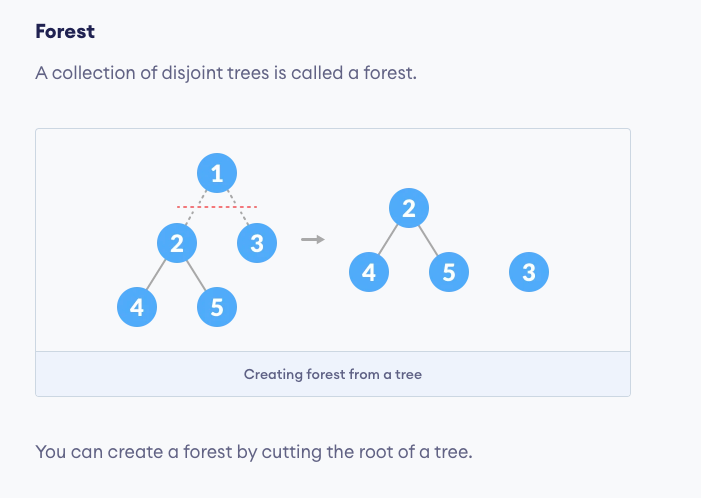 Forest
A collection of disjoint trees is called a forest.
1
2
2 3
4 5 3
4 5
Creating forest from a tree
You can create a forest by cutting the root of a tree.